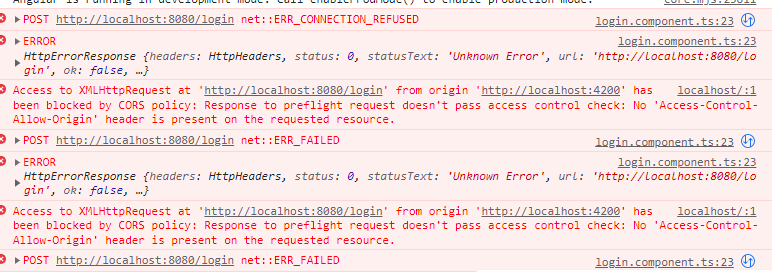 Angular is running in development mode. Call enableProdMode() to enable production mode. core.mjs:25611
POST http://localhost:8080/login net::ERR_CONNECTION_REFUSED login.component.ts:23
ERROR login.component.ts:23
HttpErrorResponse {headers: HttpHeaders, status: 0, statusText: 'Unknown Error', url: 'http://localhost:8080/lo
gin', ok: false, …}
Access to XMLHttpRequest at 'http://localhost:8080/login' from origin 'http://localhost:4200' has localhost/:1
been blocked by CORS policy: Response to preflight request doesn't pass access control check: No 'Access-Control-
Allow-Origin' header is present on the requested resource.
POST http://localhost:8080/login net::ERR_FAILED login.component.ts:23
ERROR login.component.ts:23
HttpErrorResponse {headers: HttpHeaders, status: 0, statusText: 'Unknown Error', url: 'http://localhost:8080/lo
gin', ok: false, …}
Access to XMLHttpRequest at 'http://localhost:8080/login' from origin 'http://localhost:4200' has localhost/:1
been blocked by CORS policy: Response to preflight request doesn't pass access control check: No 'Access-Control-
Allow-Origin' header is present on the requested resource.
POST http://localhost:8080/login net::ERR_FAILED login.component.ts:23